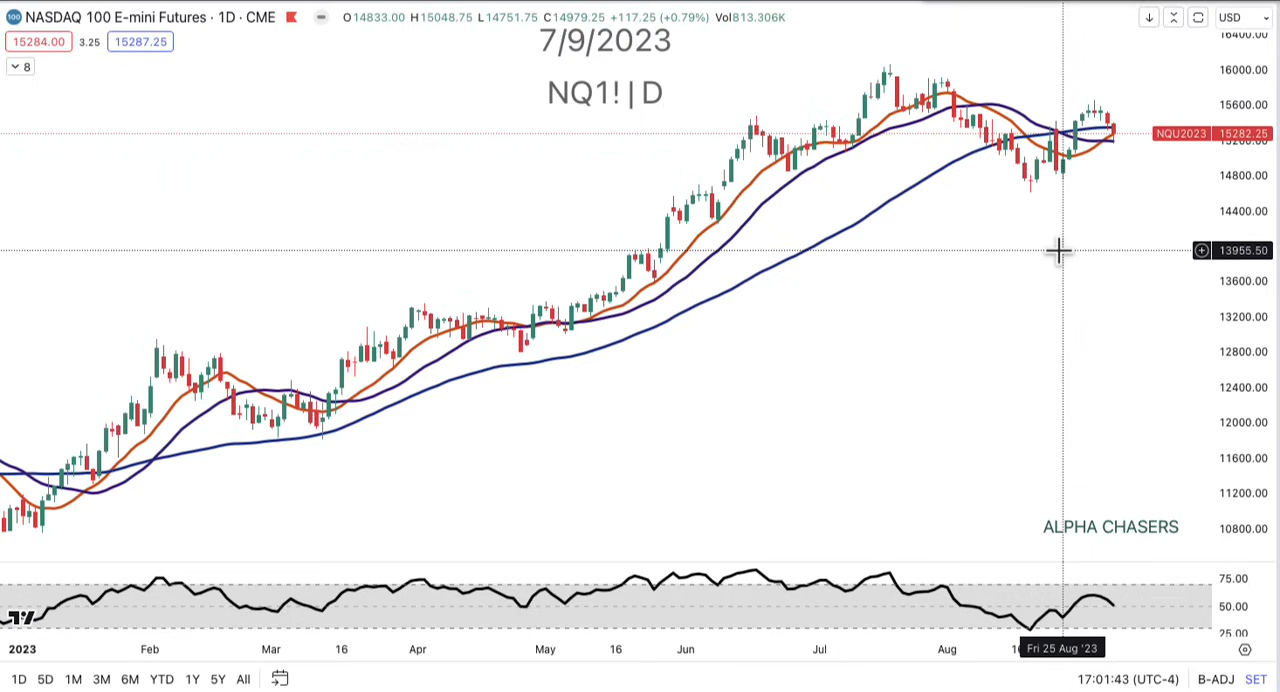 NASDAQ 100 E-mini Futures · 1D · CME O14833.00 H15048.75 L14751.75 C14979.25 +117.25 (+0.79%) Vol813.306K
USD
15284.00 3.25 15287.25
8
7/9/2023
NQ1! | D
16400.00
16000.00
15600.00
NQU2023 15282.25
15200.00
14800.00
14400.00
13955.50
13600.00
13200.00
12800.00
12400.00
12000.00
11600.00
11200.00
10800.00
ALPHA CHASERS
75.00
50.00
25.00
2023 Feb Mar 16 Apr May 16 Jun Jul Aug Fri 25 Aug '23
1D 5D 1M 3M 6M YTD 1Y 5Y All 17:01:43 (UTC-4) B-ADJ SET